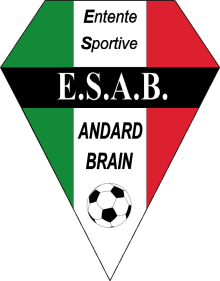 Entente
Sportive
E.S.A.B.
ANDARD
BRAIN